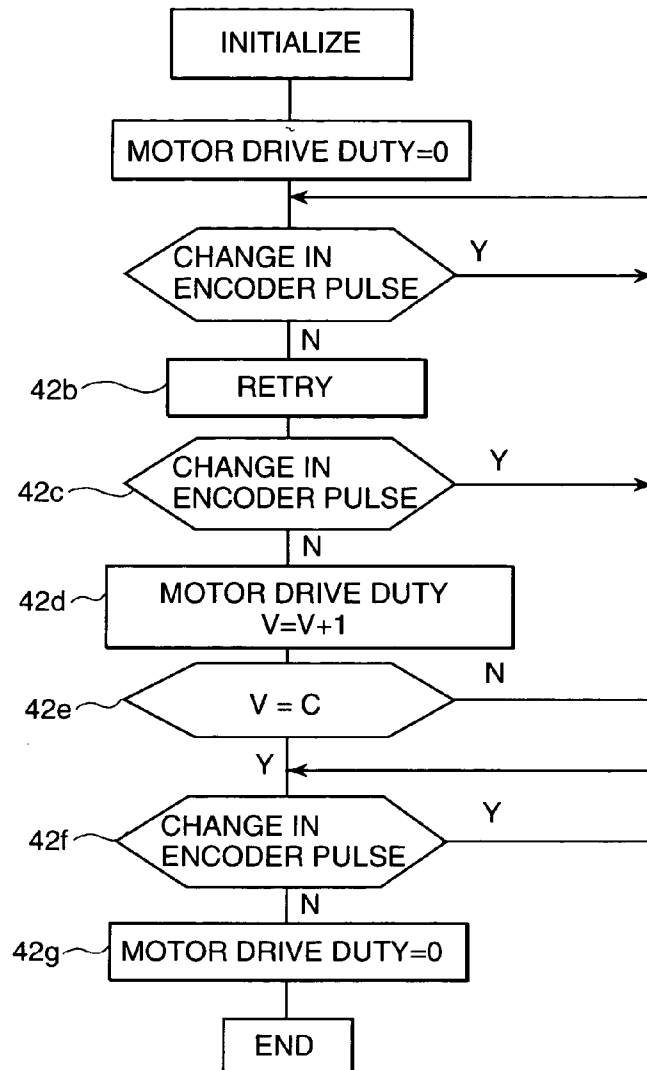 INITIALIZE
MOTOR DRIVE DUTY=0
CHANGE IN
ENCODER PULSE
Y
N
42b
RETRY
42c
CHANGE IN
ENCODER PULSE
Y
N
42d
MOTOR DRIVE DUTY
V=V+1
42e
V = C
N
Y
42f
CHANGE IN
ENCODER PULSE
Y
N
42g
MOTOR DRIVE DUTY=0
END